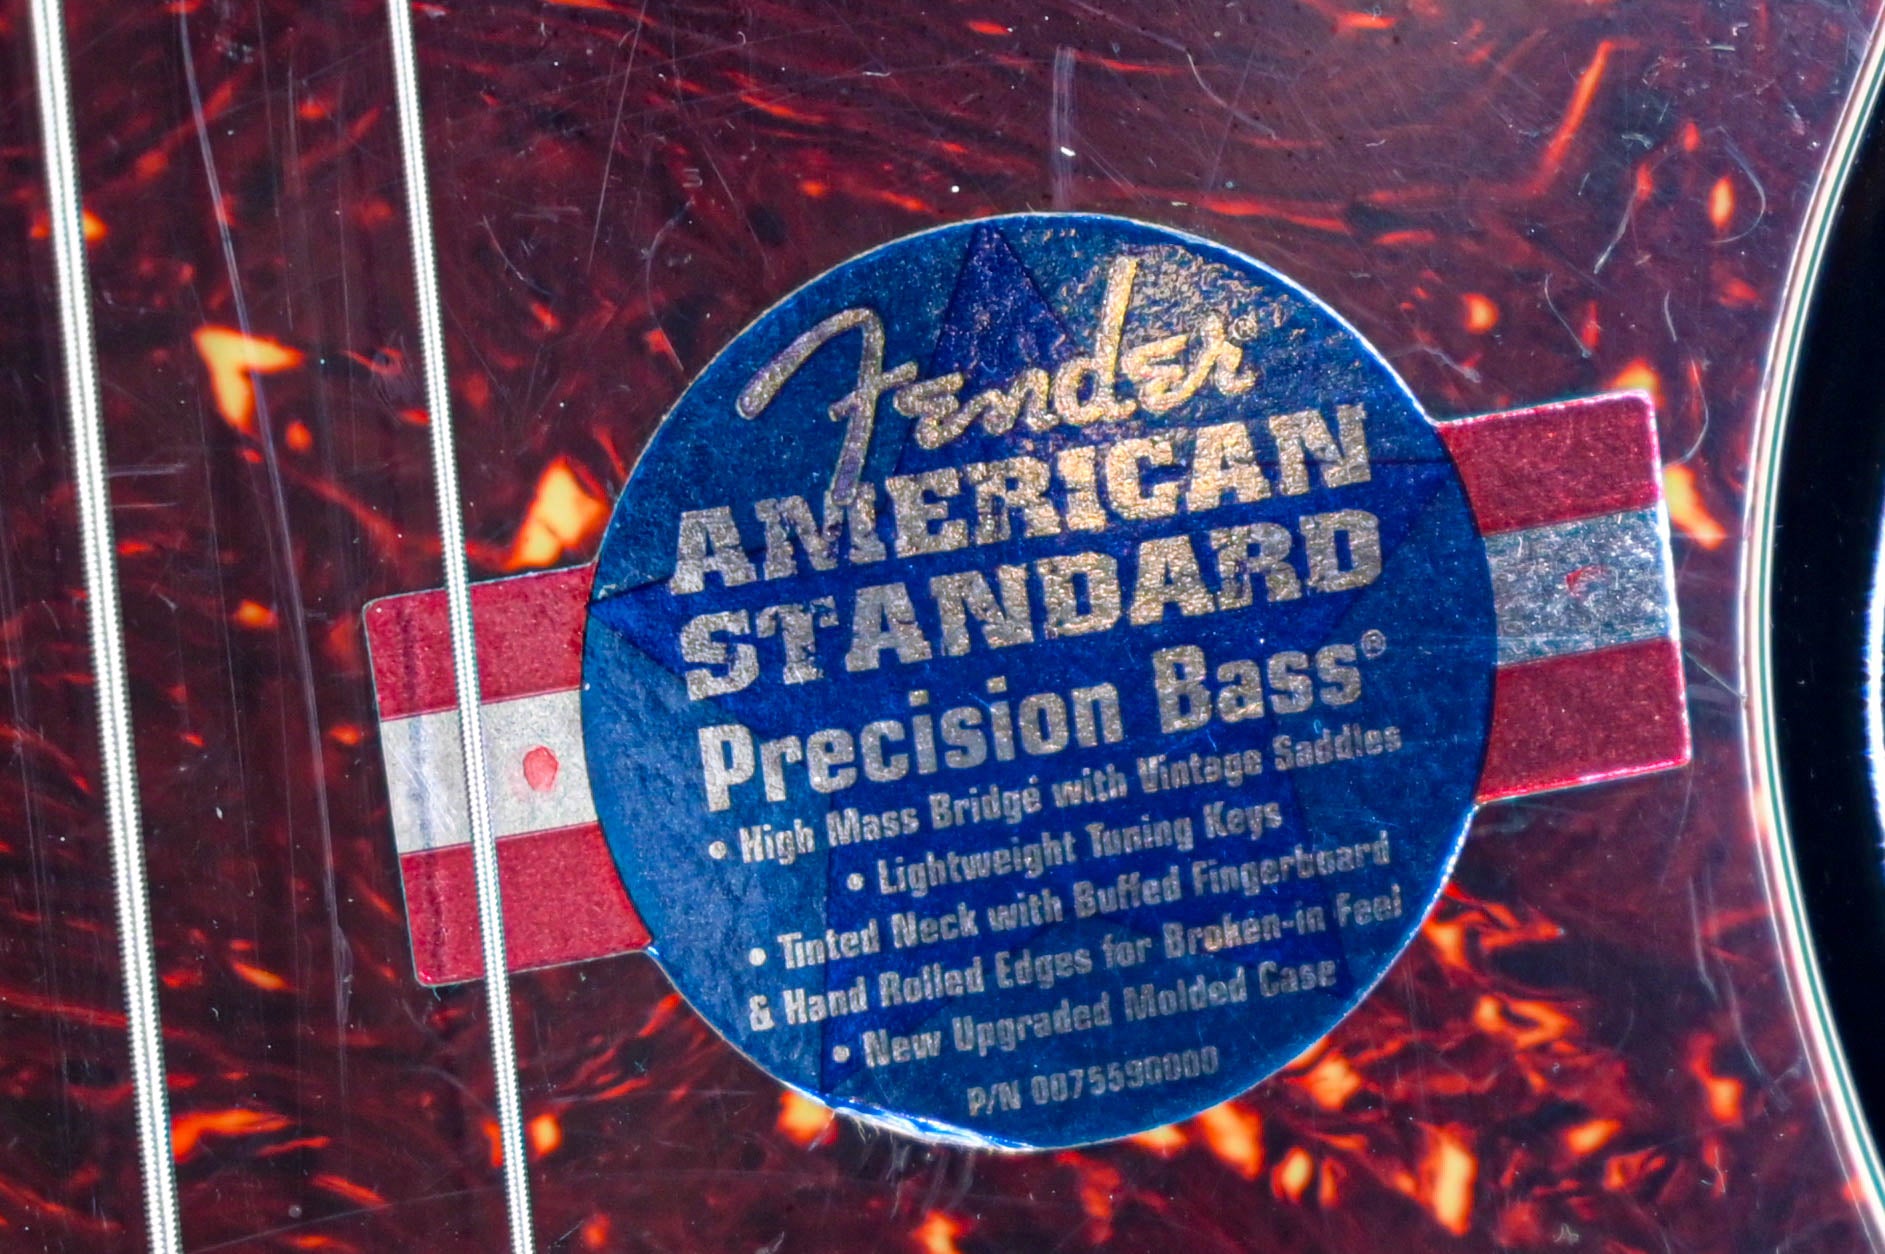 Fender®
AMERICAN
STANDARD
Precision Bass®
• High Mass Bridge with Vintage Saddles
• Lightweight Tuning Keys
• Tinted Neck with Buffed Fingerboard
& Hand Rolled Edges for Broken-in Feel
• New Upgraded Molded Case
P/N 0075590000